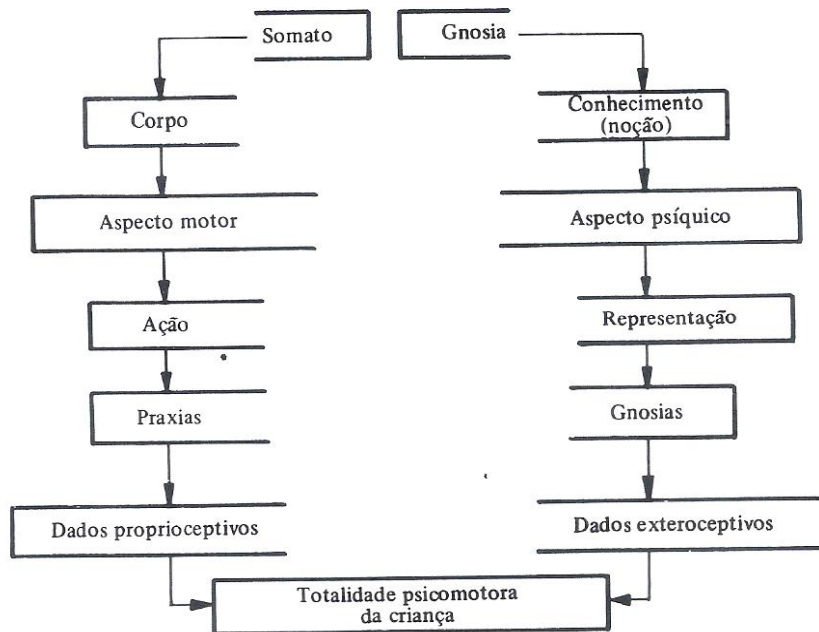 Somato
Gnosia
Corpo
Conhecimento
(noção)
Aspecto motor
Aspecto psíquico
Ação
Representação
Praxias
Gnosias
Dados proprioceptivos
Dados exteroceptivos
Totalidade psicomotora
da criança